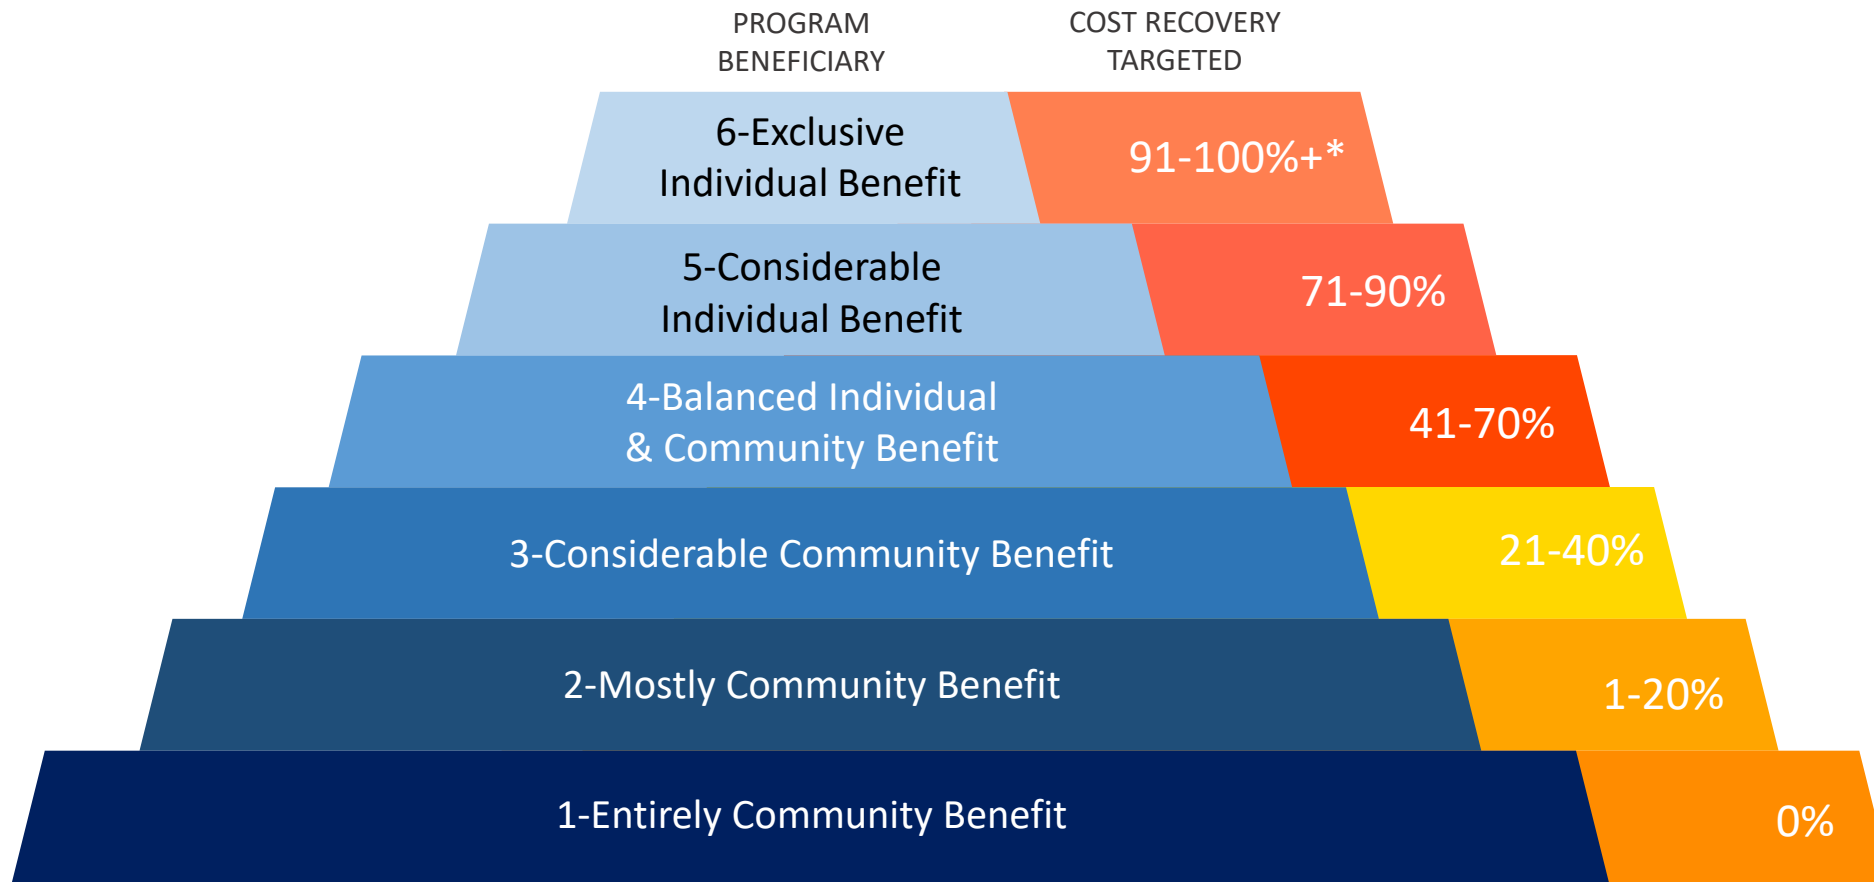 PROGRAM
BENEFICIARY
COST RECOVERY
TARGETED
6-Exclusive
Individual Benefit
91-100%+*
5-Considerable
Individual Benefit
71-90%
4-Balanced Individual
& Community Benefit
41-70%
3-Considerable Community Benefit
21-40%
2-Mostly Community Benefit
1-20%
1-Entirely Community Benefit
0%